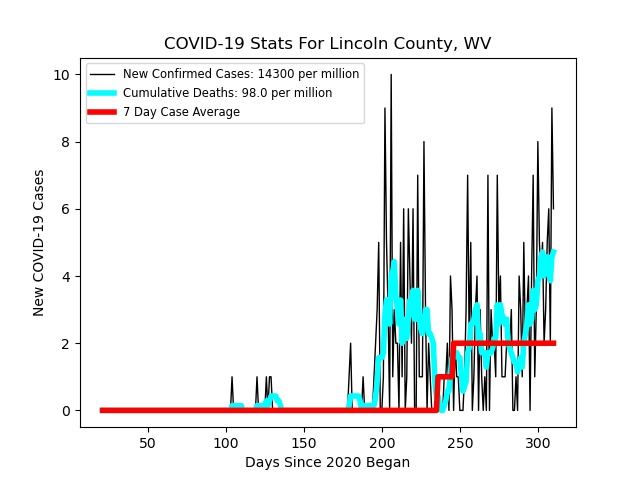 COVID-19 Stats For Lincoln County, WV
New Confirmed Cases: 14300 per million
Cumulative Deaths: 98.0 per million
7 Day Case Average
New COVID-19 Cases
10
8
6
4
2
0
50 100 150 200 250 300
Days Since 2020 Began